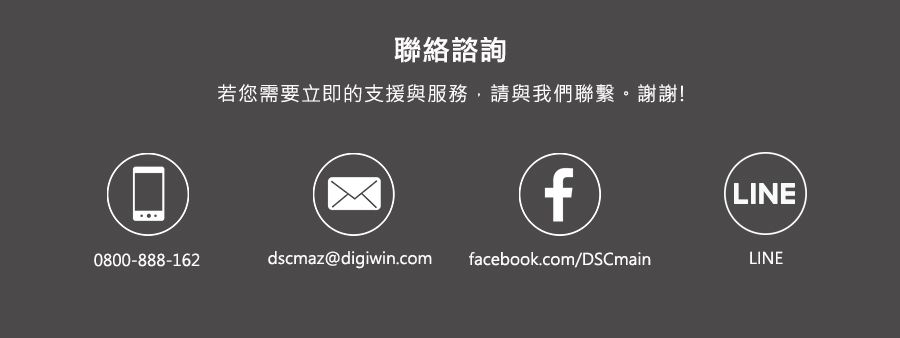 聯絡諮詢
若您需要立即的支援與服務，請與我們聯繫。謝謝!
LINE
0800-888-162
dscmaz@digiwin.com
facebook.com/DSCmain
LINE